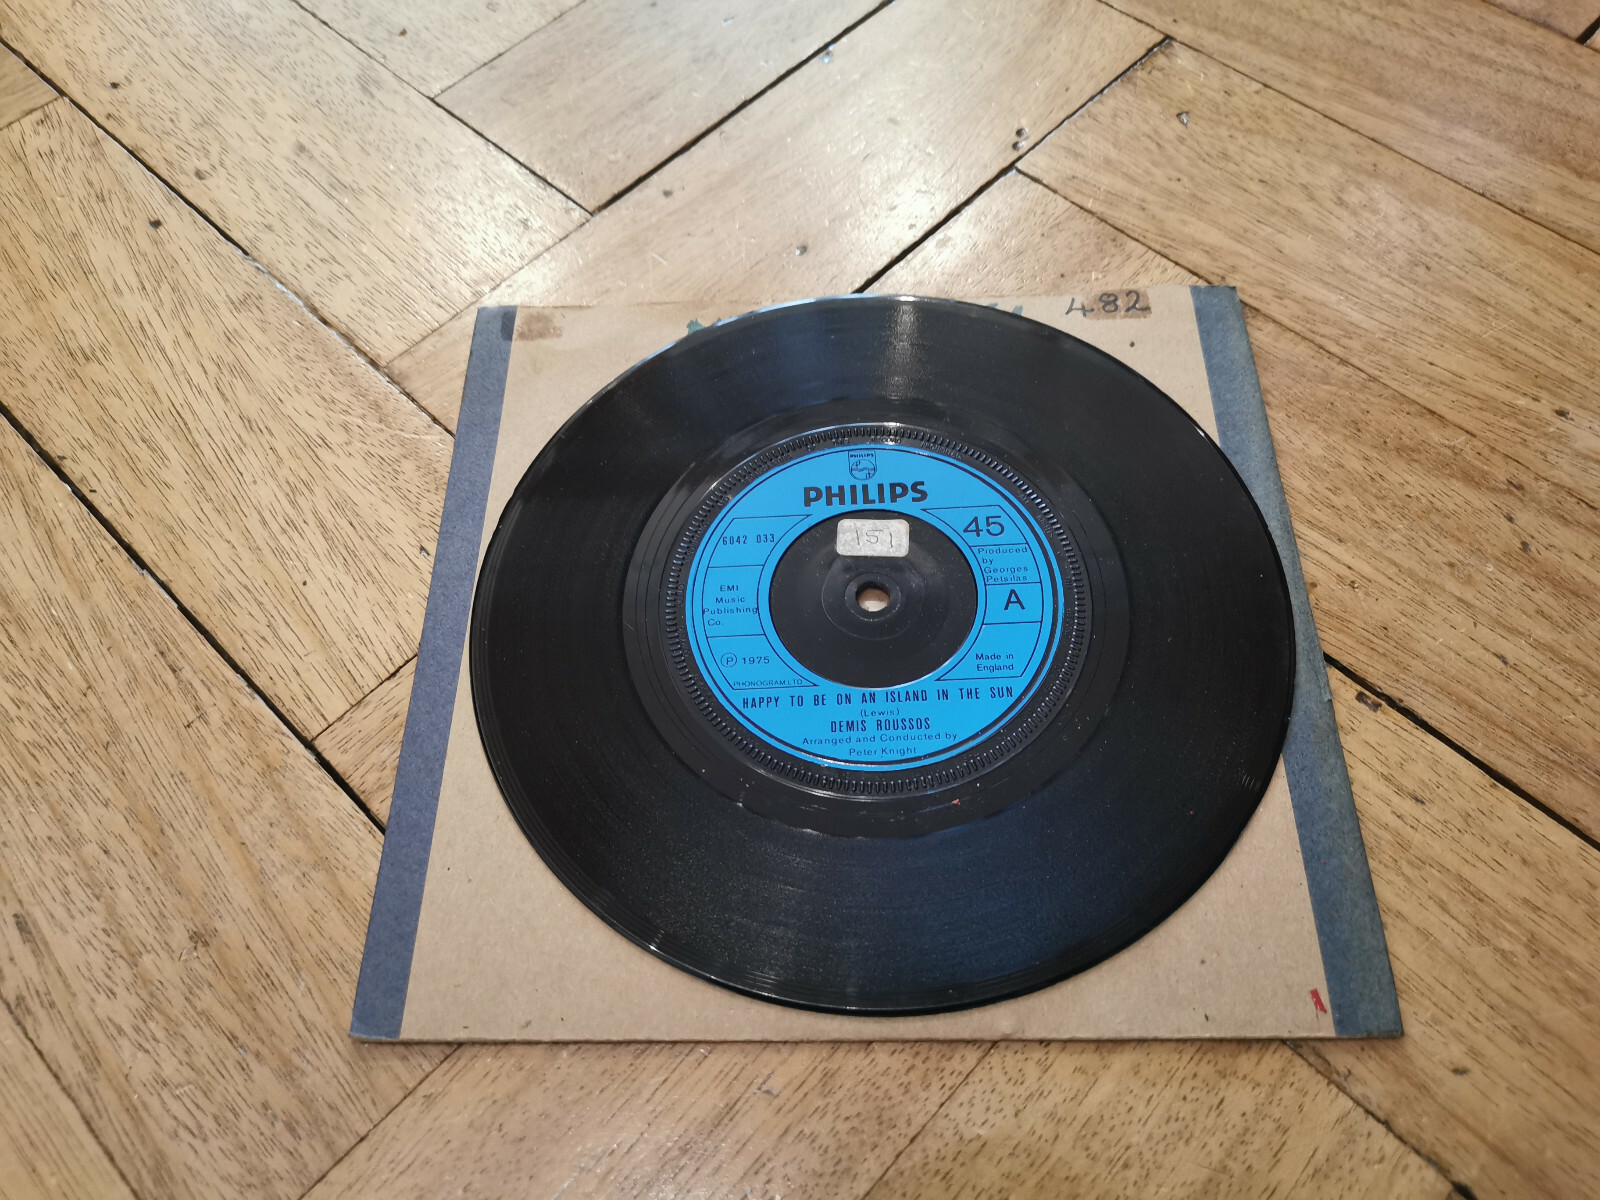 482
PHILIPS
PHILIPS
151
6042 033
45
Produced
by
Georges
Petsilas
EMI
Music
Publishing
Co.
A
℗ 1975
Made in
England
PHONOGRAM LTD
HAPPY TO BE ON AN ISLAND IN THE SUN
(Lewis)
DEMIS ROUSSOS
Arranged and Conducted by
Peter Knight